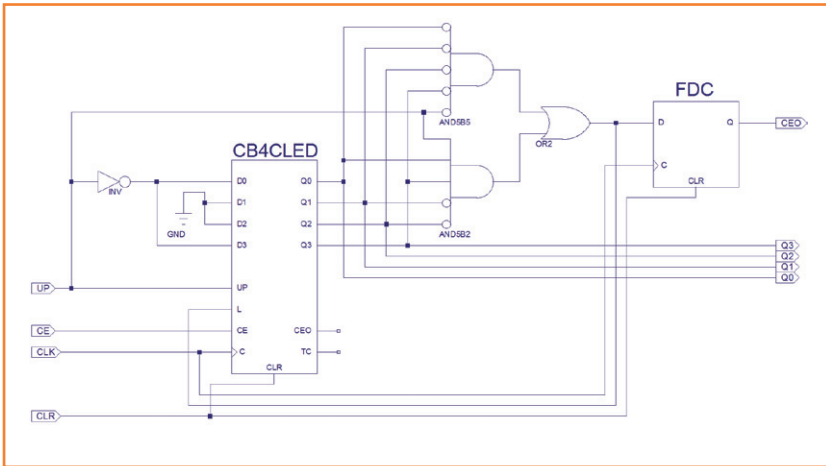 FDC
D
Q
CEO
C
CLR
AND5B5
OR2
AND5B2
CB4CLED
INV
GND
D0
D1
D2
D3
UP
L
CE
C
CLR
Q0
Q1
Q2
Q3
CEO
TC
UP
CE
CLK
CLR
Q3
Q2
Q1
Q0